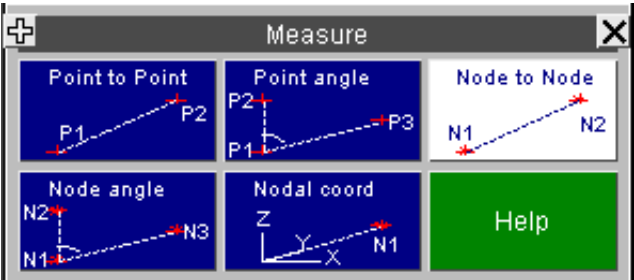 Measure
Point to Point
P1
P2
Point angle
P2
P1
P3
Node to Node
N1
N2
Node angle
N2
N1
N3
Nodal coord
Z
Y
X
N1
Help